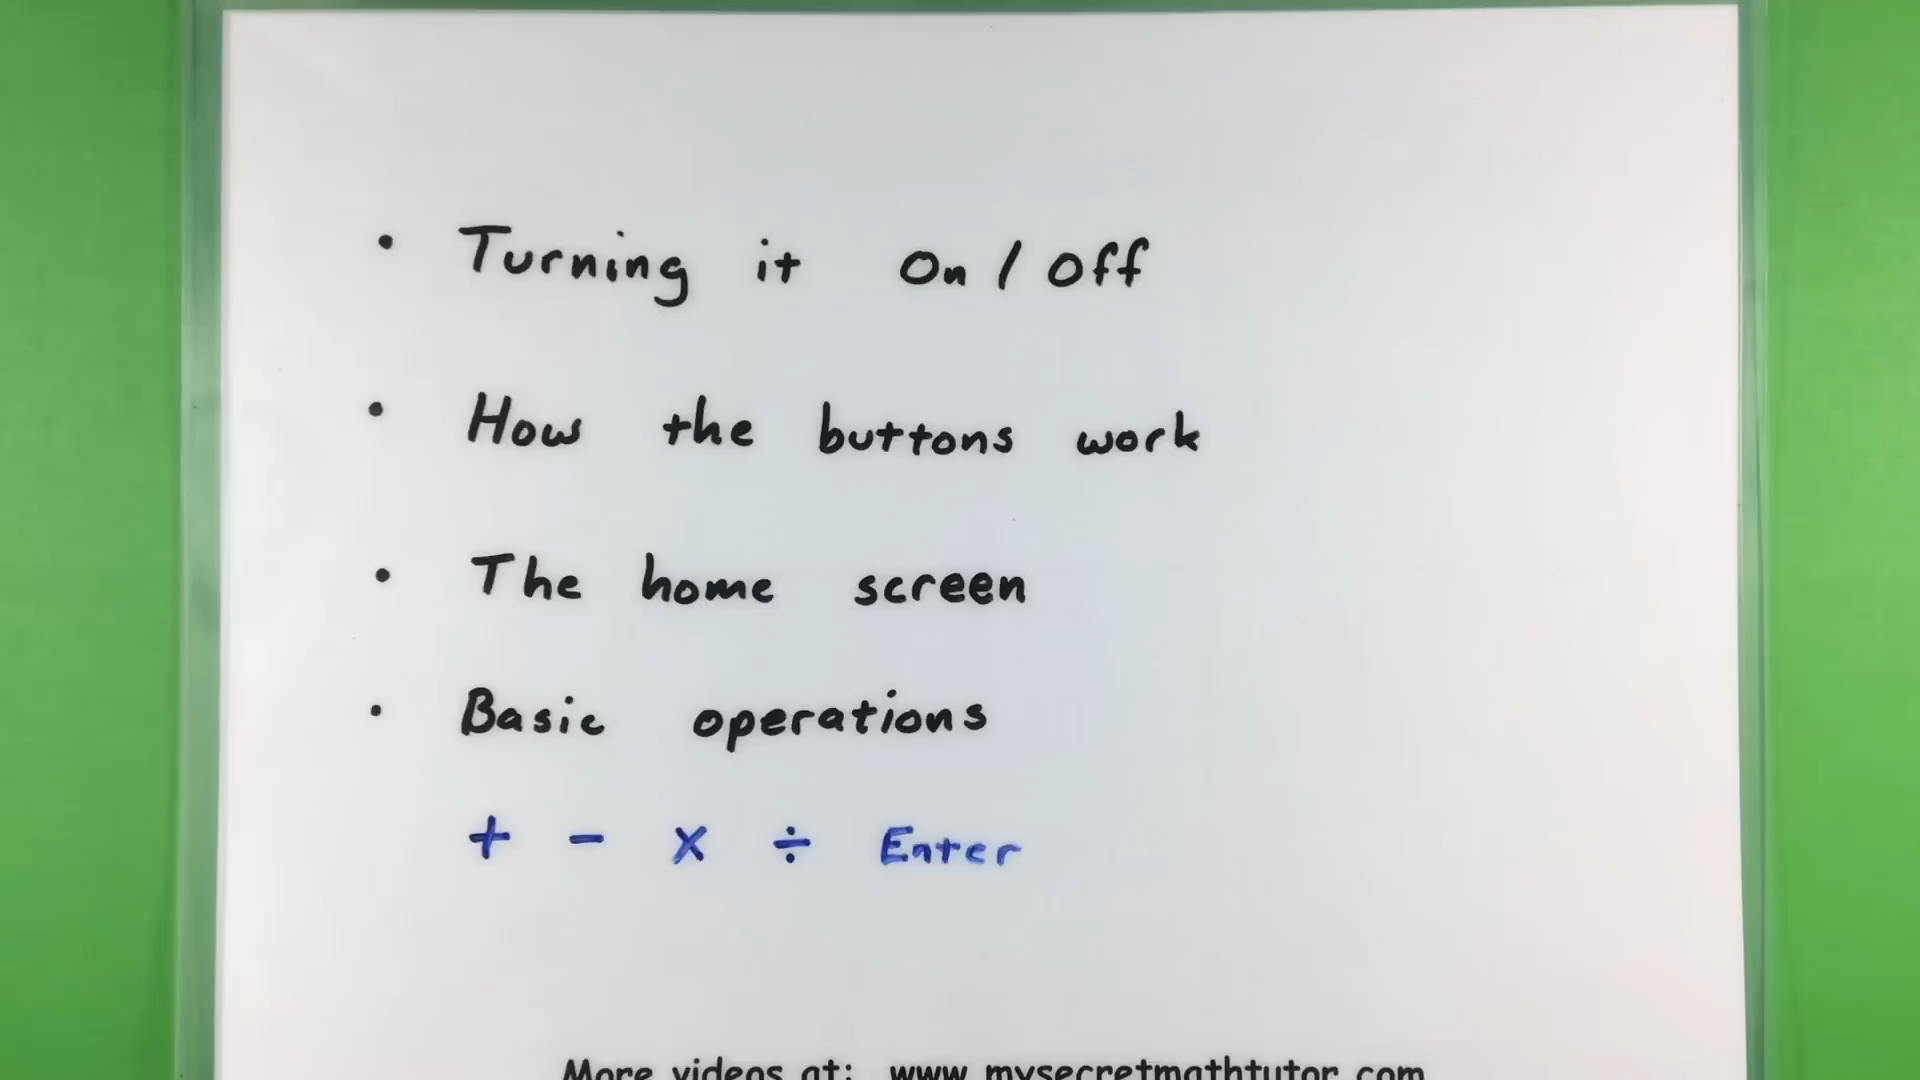 • Turning it On / Off
• How the buttons work
• The home screen
• Basic operations
+ - x ÷ Enter
More videos at: www.mysecretmathtutor.com